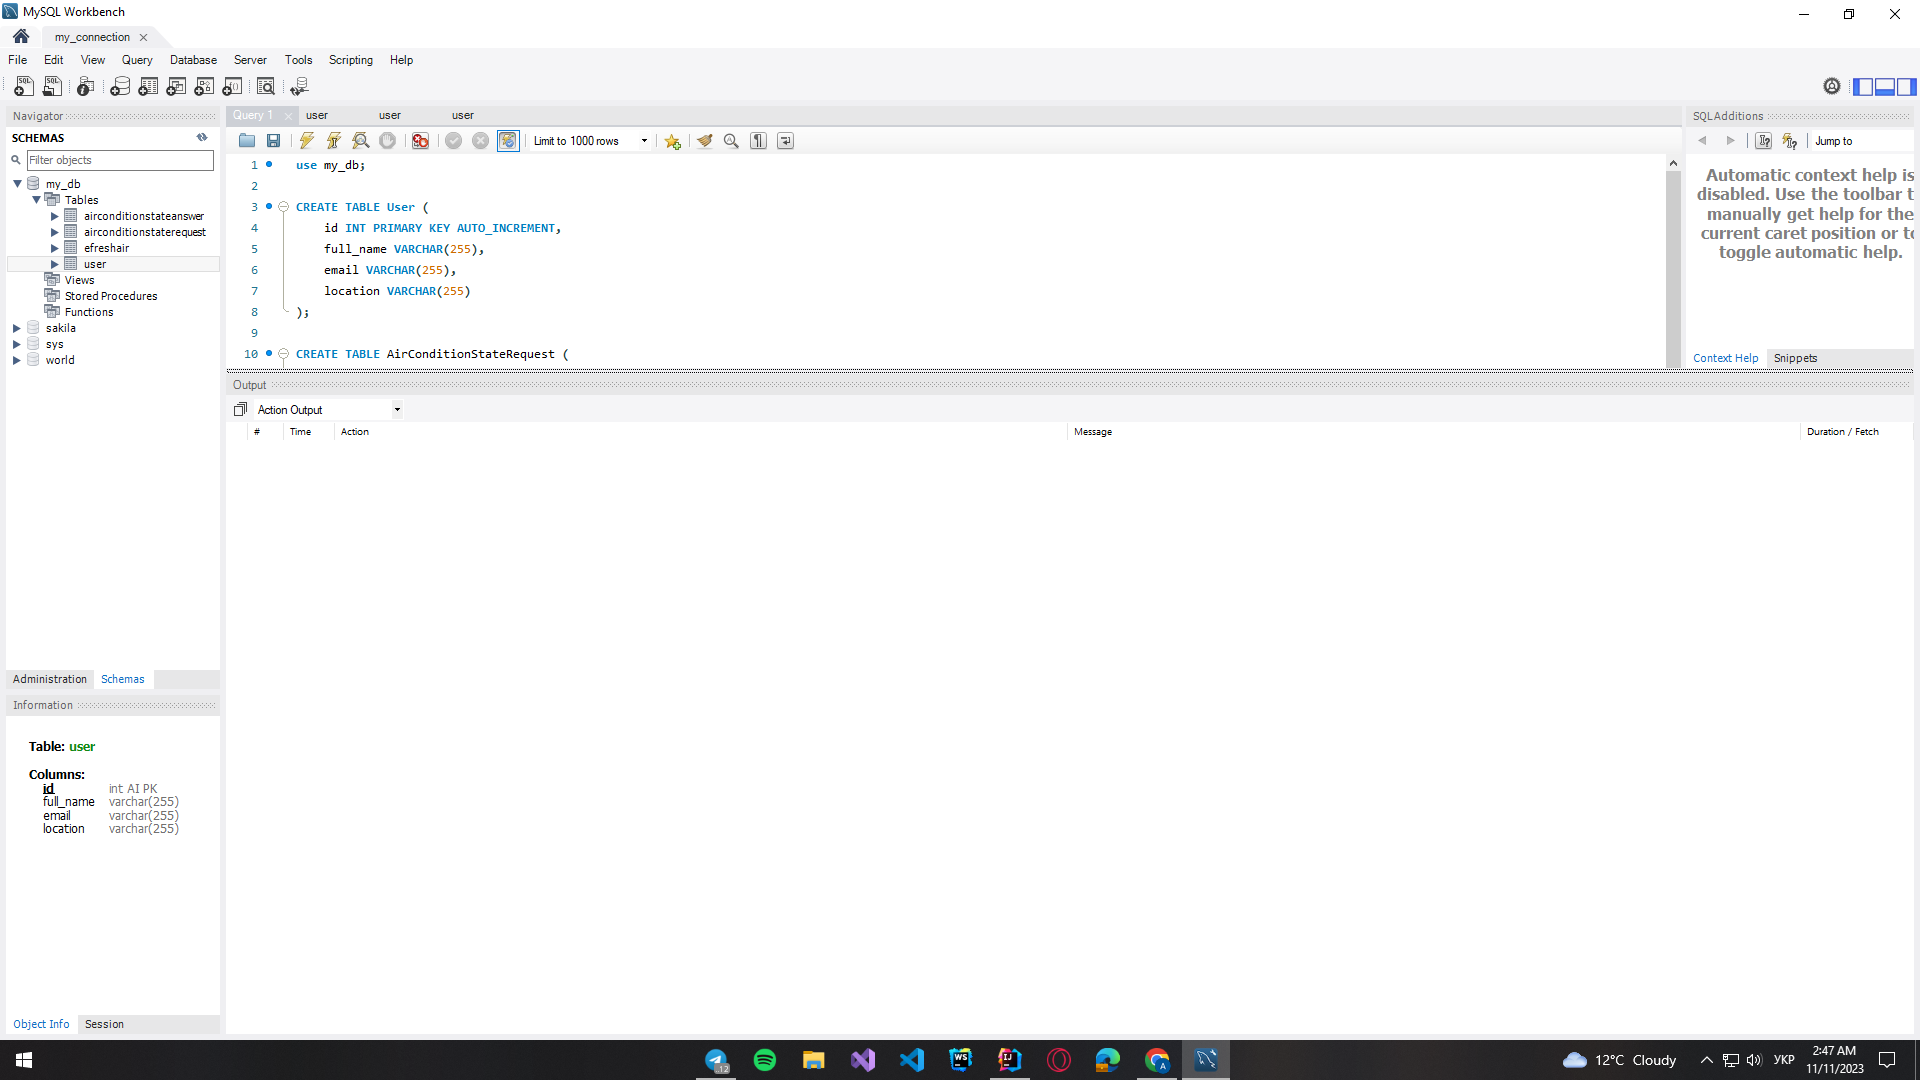 MySQL Workbench
my_connection
File Edit View Query Database Server Tools Scripting Help
Navigator
SCHEMAS
Filter objects
my_db
Tables
airconditionstateanswer
airconditionstaterequest
efreshair
user
Views
Stored Procedures
Functions
sakila
sys
world
Administration Schemas
Information
Table: user
Columns:
id int AI PK
full_name varchar(255)
email varchar(255)
location varchar(255)
Object Info Session
Query 1 user user user
Limit to 1000 rows
1 use my_db;
2
3 CREATE TABLE User (
4 id INT PRIMARY KEY AUTO_INCREMENT,
5 full_name VARCHAR(255),
6 email VARCHAR(255),
7 location VARCHAR(255)
8 );
9
10 CREATE TABLE AirConditionStateRequest (
Output
Action Output
# Time Action Message Duration / Fetch
SQLAdditions
Jump to
Automatic context help is
disabled. Use the toolbar t
manually get help for the
current caret position or to
toggle automatic help.
Context Help Snippets
12
WS
IJ
A
12°C Cloudy
УКР
2:47 AM
11/11/2023